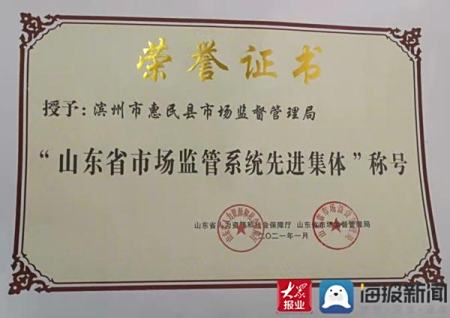 荣誉证书
授予：滨州市惠民县市场监督管理局
“山东省市场监管系统先进集体”称号
山东省人力资源和社会保障厅 山东省市场监督管理局
二〇二一年一月
大众报业 海报新闻